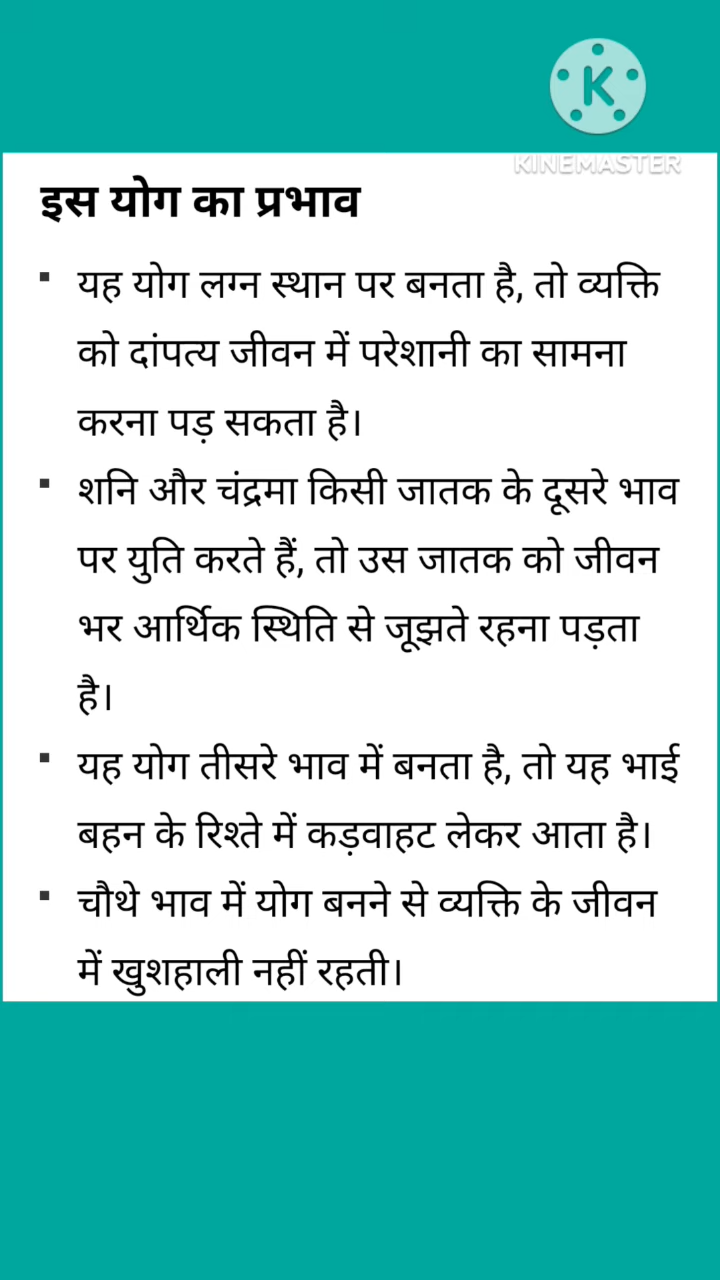 K
KINEMASTER
इस योग का प्रभाव
▪ यह योग लग्न स्थान पर बनता है, तो व्यक्ति
को दांपत्य जीवन में परेशानी का सामना
करना पड़ सकता है।
▪ शनि और चंद्रमा किसी जातक के दूसरे भाव
पर युति करते हैं, तो उस जातक को जीवन
भर आर्थिक स्थिति से जूझते रहना पड़ता
है।
▪ यह योग तीसरे भाव में बनता है, तो यह भाई
बहन के रिश्ते में कड़वाहट लेकर आता है।
▪ चौथे भाव में योग बनने से व्यक्ति के जीवन
में खुशहाली नहीं रहती।